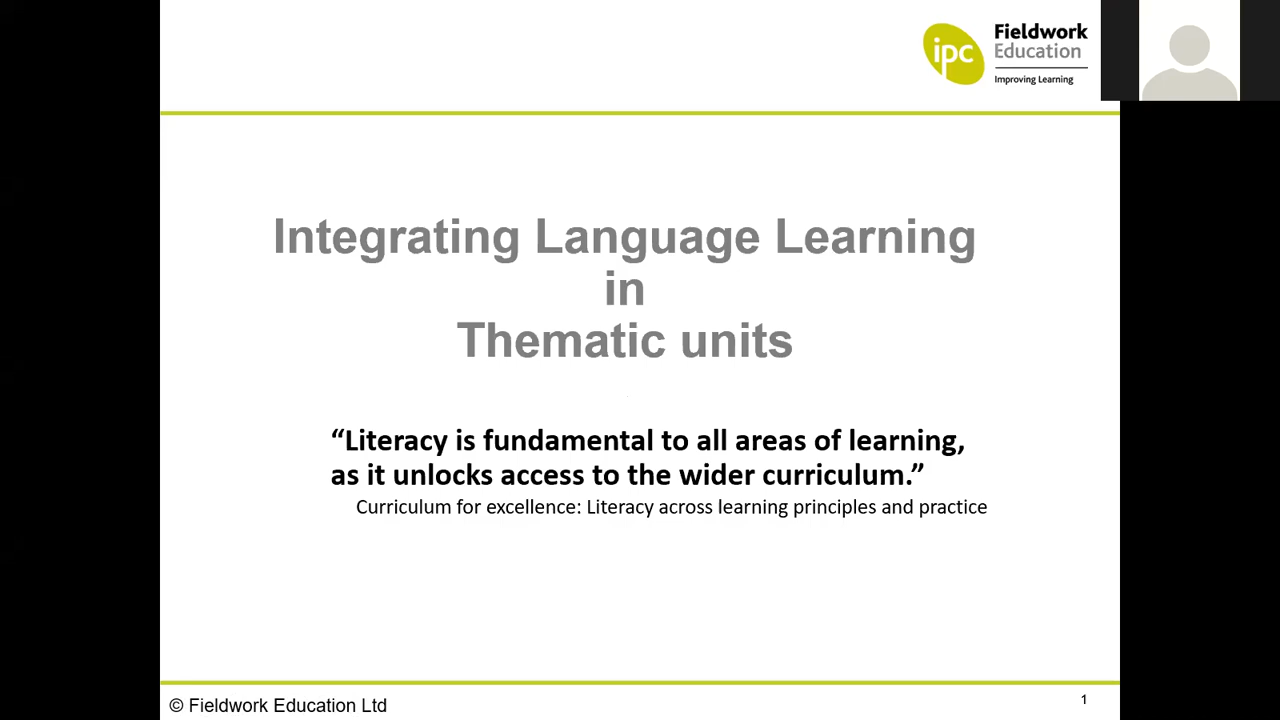 ipc
Fieldwork
Education
Improving Learning
Integrating Language Learning
in
Thematic units
“Literacy is fundamental to all areas of learning,
as it unlocks access to the wider curriculum.”
Curriculum for excellence: Literacy across learning principles and practice
© Fieldwork Education Ltd
1